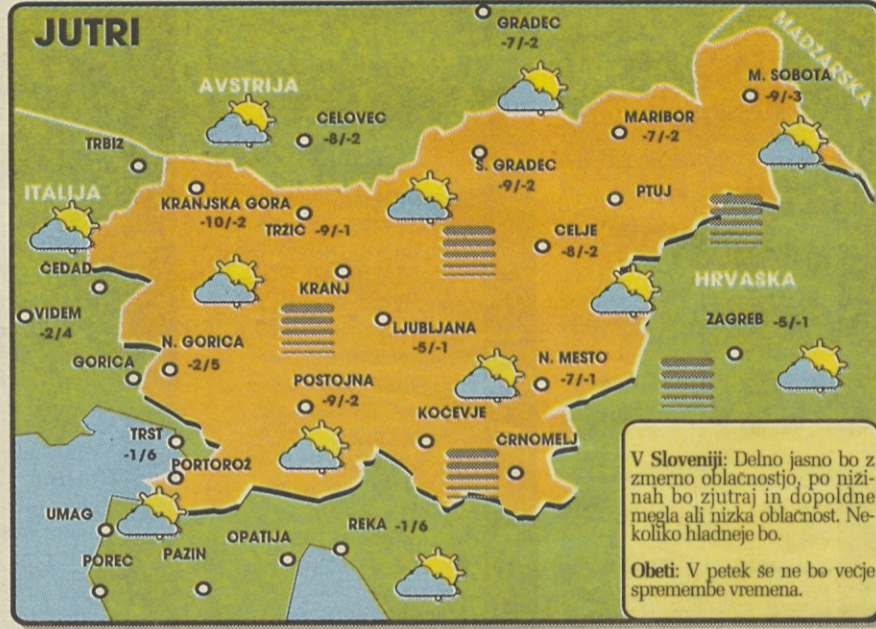 JUTRI
GRADEC
-7/-2
MADŽARSKA
AVSTRIJA
M. SOBOTA
-9/-3
CELOVEC
-8/-2
MARIBOR
-7/-2
TRBIŽ
S. GRADEC
-9/-2
ITALIJA
KRANJSKA GORA
-10/-2
PTUJ
TRŽIČ -9/-1
CELJE
-8/-2
ČEDAD
KRANJ
HRVAŠKA
VIDEM
-2/4
LJUBLJANA
-5/-1
ZAGREB -5/-1
N. GORICA
-2/5
GORICA
N. MESTO
-7/-1
POSTOJNA
-9/-2
KOČEVJE
TRST
-1/6
ČRNOMELJ
PORTOROŽ
UMAG
REKA -1/6
OPATIJA
PAZIN
POREČ
V Sloveniji: Delno jasno bo z
zmerno oblačnostjo, po niži-
nah bo zjutraj in dopoldne
megla ali nizka oblačnost. Ne-
koliko hladneje bo.
Obeti: V petek še ne bo večje
spremembe vremena.